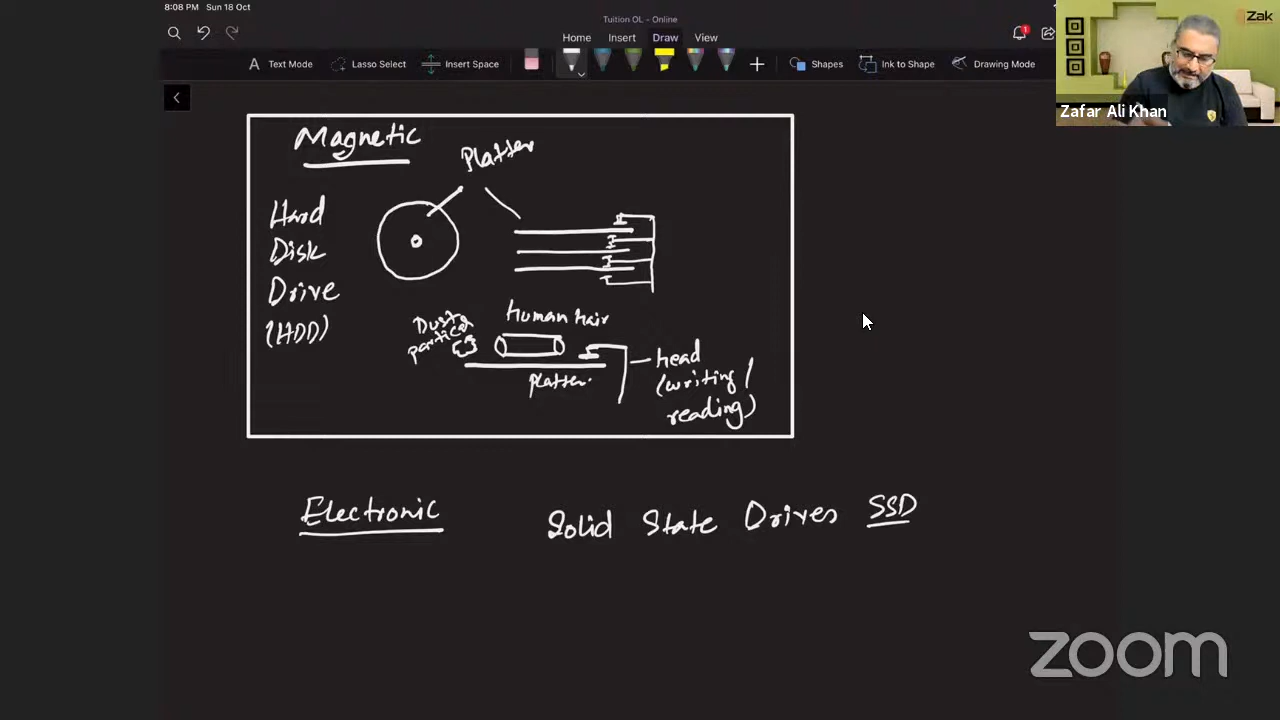 8:08 PM Sun 18 Oct
Tuition OL - Online
Home Insert Draw View
1
Text Mode Lasso Select Insert Space Shapes Ink to Shape Drawing Mode
Zak
Zafar Ali Khan
Magnetic
Platter
Hard
Disk
Drive
(HDD)
Human hair
Dust
partical
platter.
head
(writing/
reading)
Electronic
Solid State Drives SSD
zoom